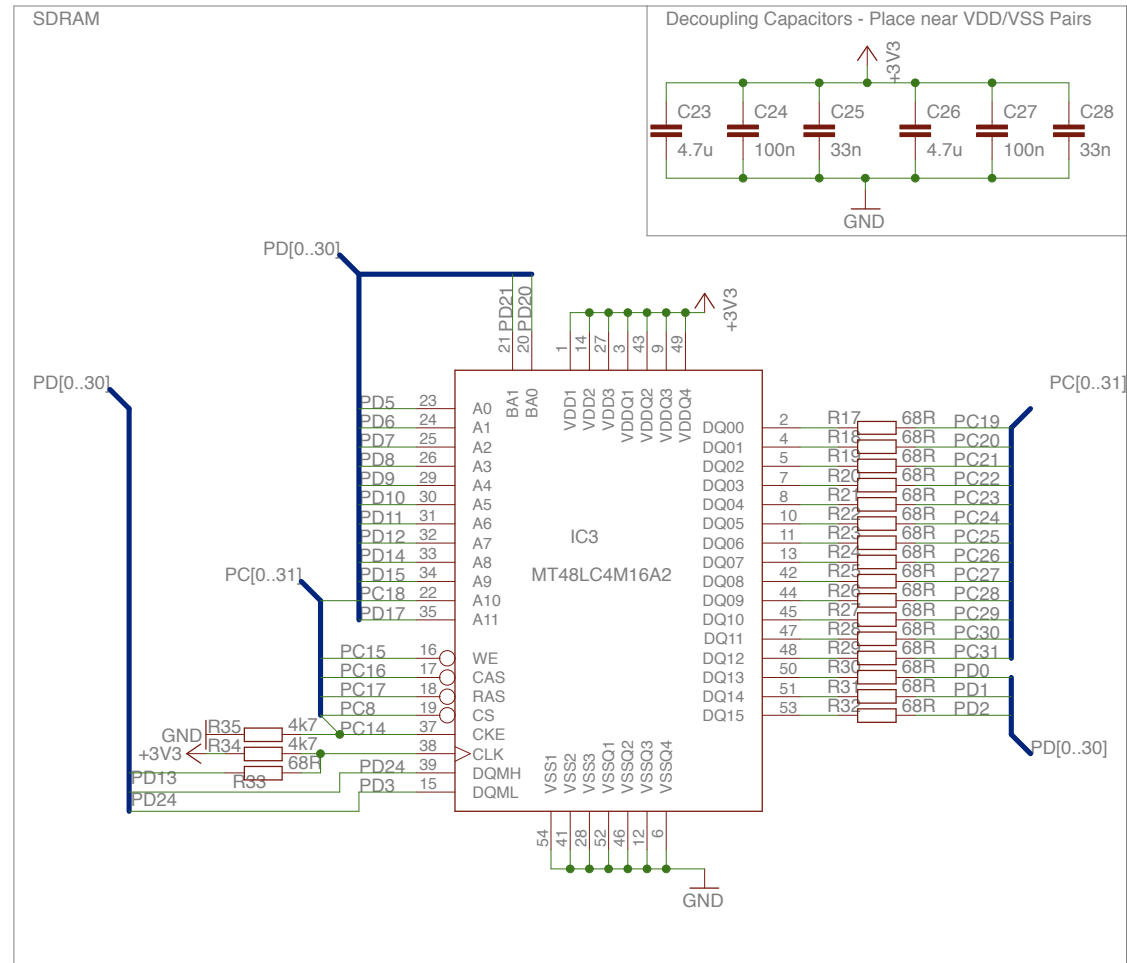 SDRAM
Decoupling Capacitors - Place near VDD/VSS Pairs
+3V3
C23 C24 C25 C26 C27 C28
4.7u 100n 33n 4.7u 100n 33n
GND
PD[0..30]
PD21 PD20
21 20
BA1 BA0
+3V3
1 14 27 3 43 9 49
VDD1 VDD2 VDD3 VDDQ1 VDDQ2 VDDQ3 VDDQ4
PD[0..30]
PC[0..31]
PD5 23 A0
PD6 24 A1
PD7 25 A2
PD8 26 A3
PD9 29 A4
PD10 30 A5
PD11 31 A6
PD12 32 A7
PD14 33 A8
PD15 34 A9
PC[0..31]
PC18 22 A10
PD17 35 A11
PC15 16 WE
PC16 17 CAS
PC17 18 RAS
PC8 19 CS
GND R35 4k7 PC14 37 CKE
+3V3 R34 4k7 38 CLK
PD13 R33 68R
PD24 39 DQMH
PD24 PD3 15 DQML
IC3
MT48LC4M16A2
DQ00 2 R17 68R PC19
DQ01 4 R18 68R PC20
DQ02 5 R19 68R PC21
DQ03 7 R20 68R PC22
DQ04 8 R21 68R PC23
DQ05 10 R22 68R PC24
DQ06 11 R23 68R PC25
DQ07 13 R24 68R PC26
DQ08 42 R25 68R PC27
DQ09 44 R26 68R PC28
DQ10 45 R27 68R PC29
DQ11 47 R28 68R PC30
DQ12 48 R29 68R PC31
DQ13 50 R30 68R PD0
DQ14 51 R31 68R PD1
DQ15 53 R32 68R PD2
PD[0..30]
VSS1 VSS2 VSS3 VSSQ1 VSSQ2 VSSQ3 VSSQ4
54 41 28 52 46 12 6
GND